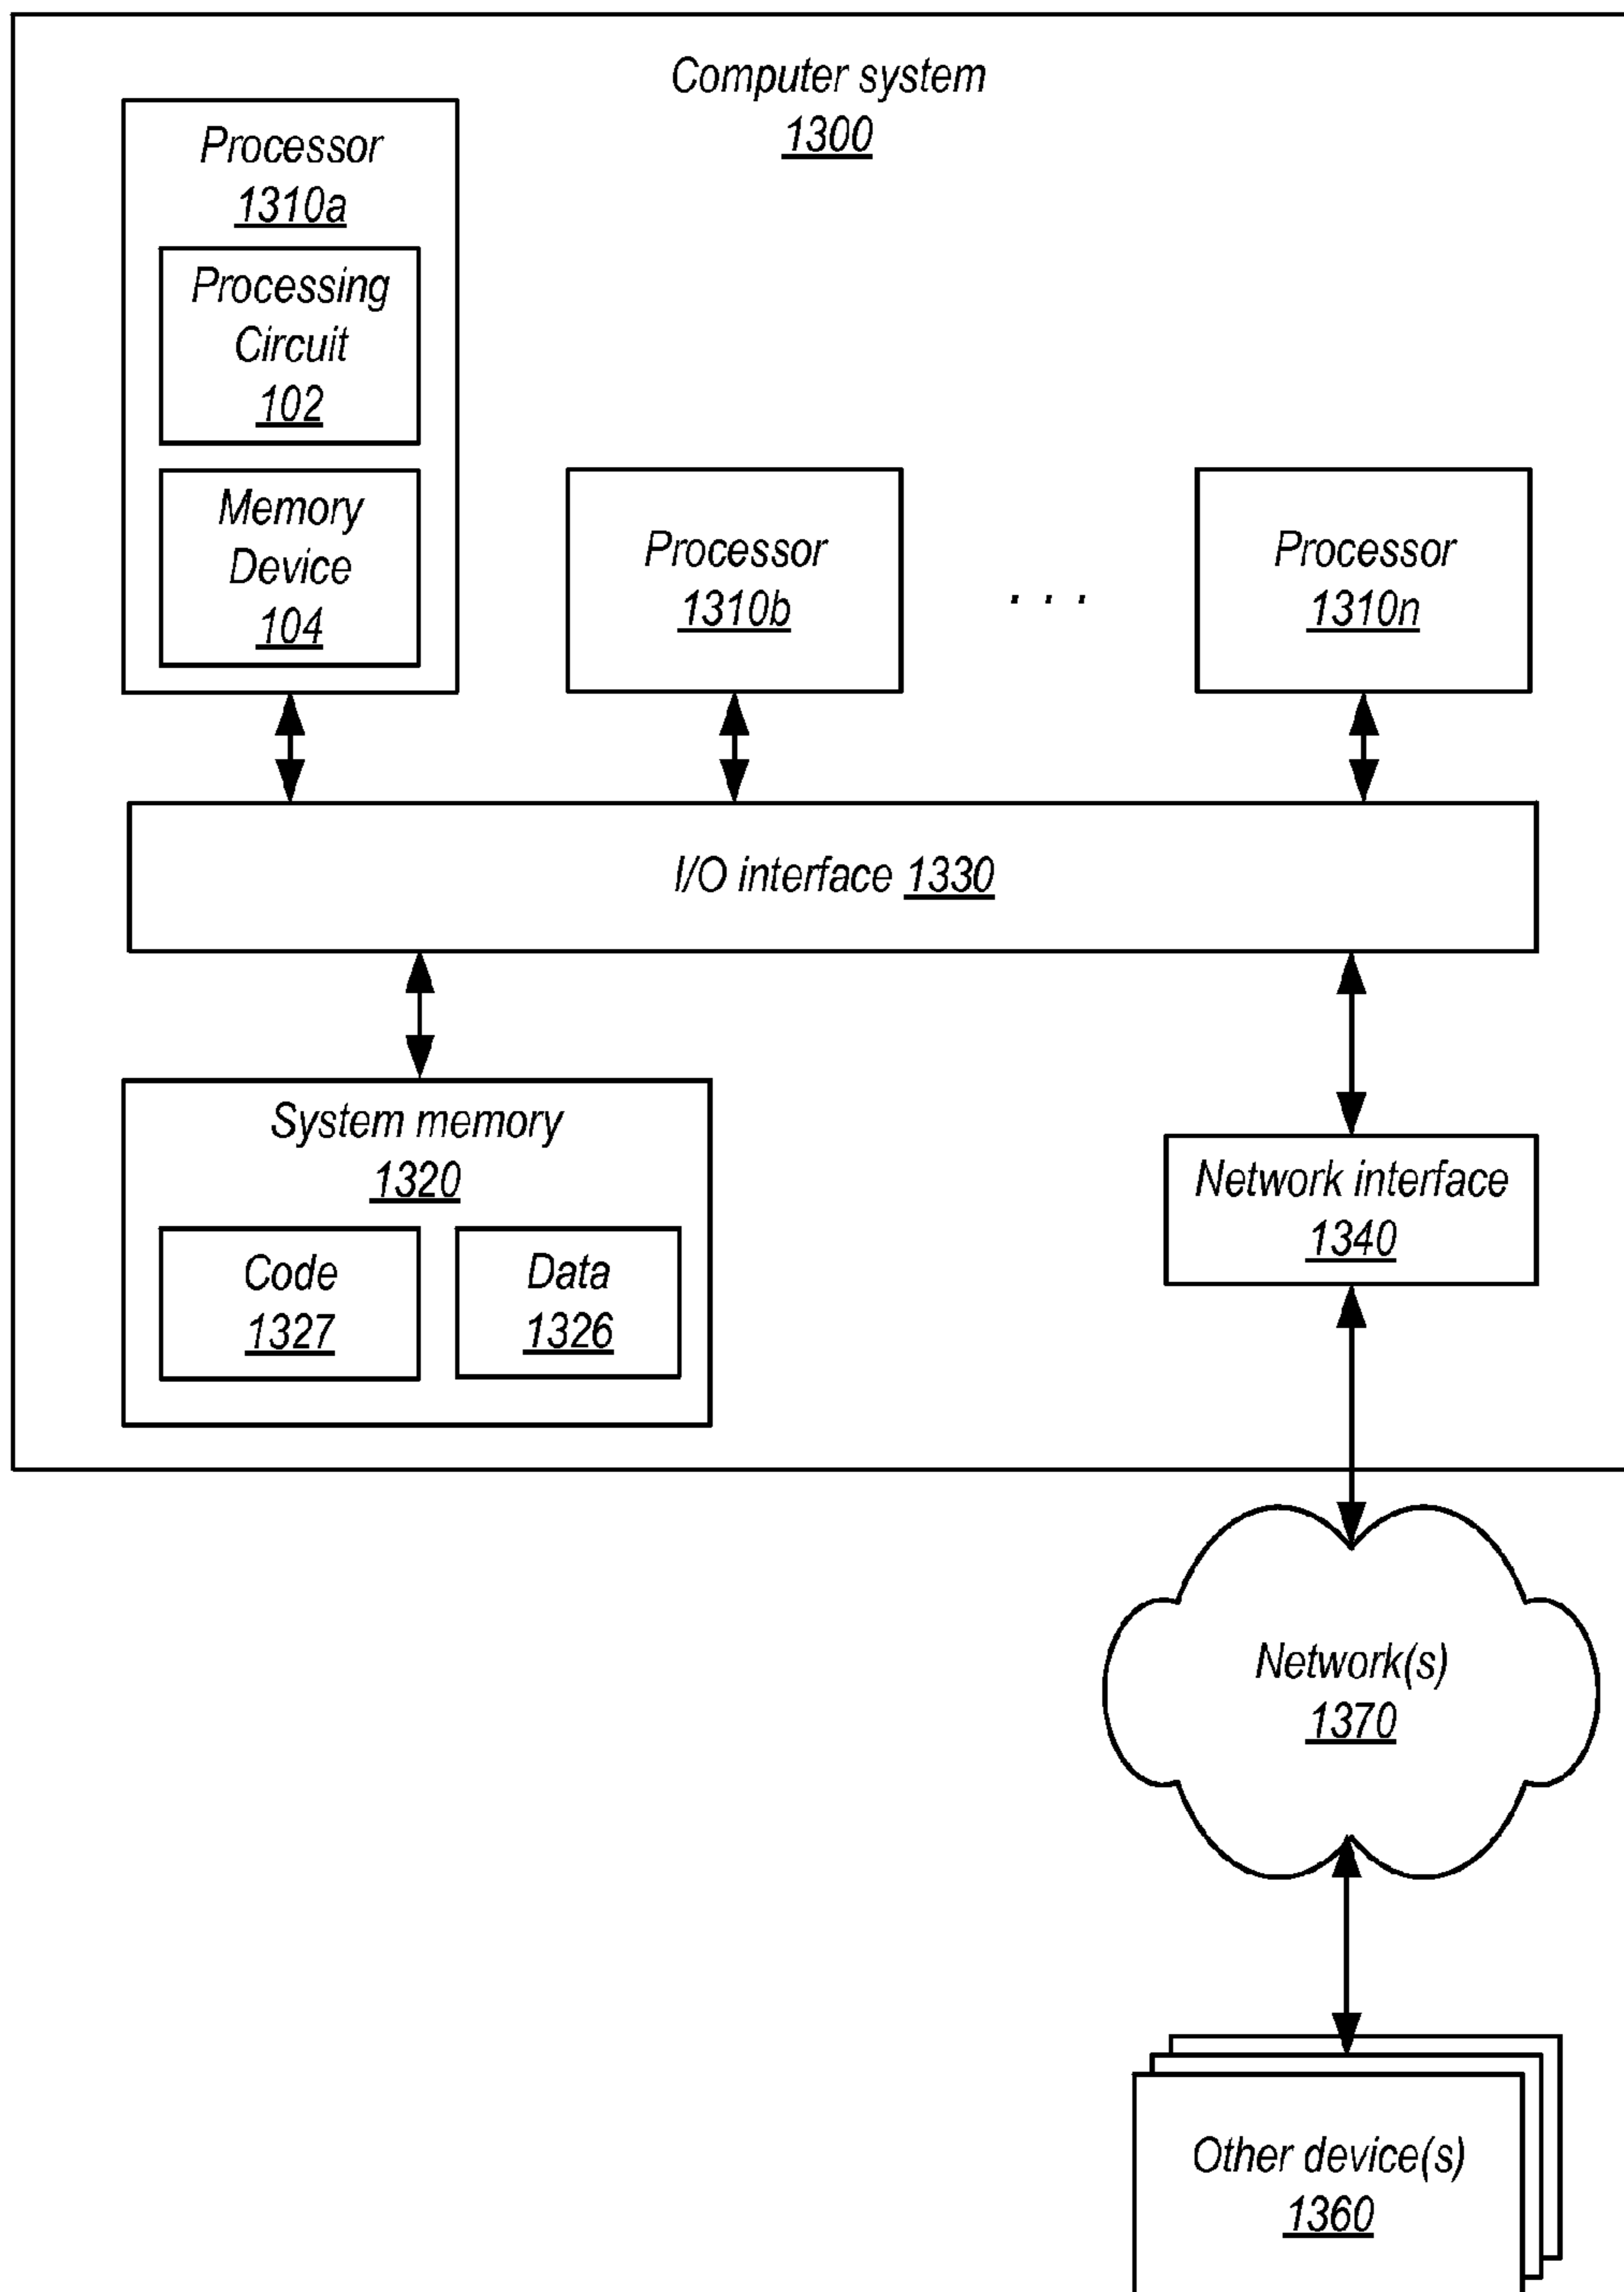 Computer system
1300
Processor
1310a
Processing
Circuit
102
Memory
Device
104
Processor
1310b
. . .
Processor
1310n
I/O interface 1330
System memory
1320
Code
1327
Data
1326
Network interface
1340
Network(s)
1370
Other device(s)
1360